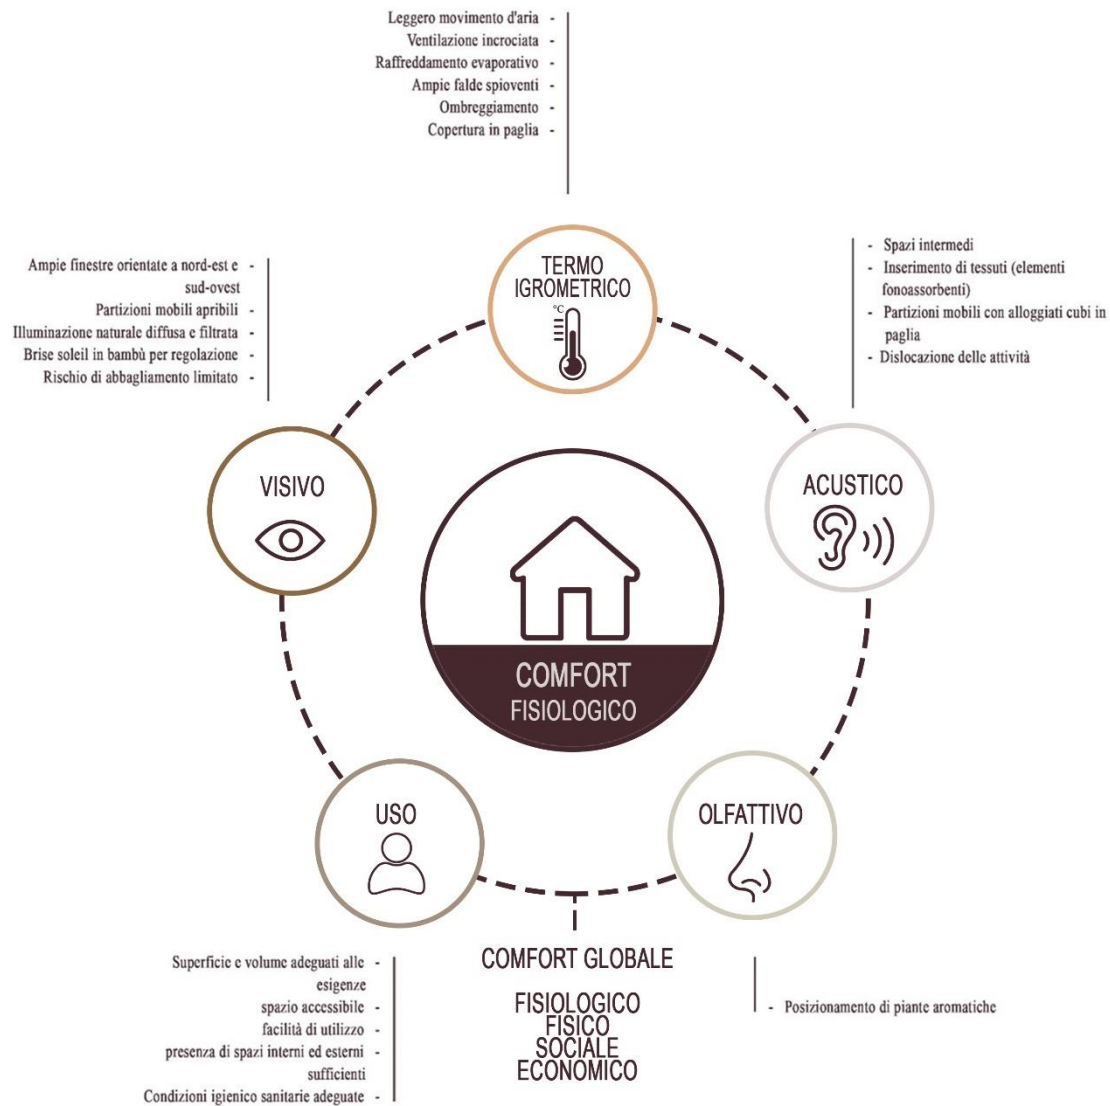 Leggero movimento d'aria -
Ventilazione incrociata -
Raffreddamento evaporativo -
Ampie falde spioventi -
Ombreggiamento -
Copertura in paglia -
TERMO
IGROMETRICO
°C
Ampie finestre orientate a nord-est e -
sud-ovest
Partizioni mobili apribili -
Illuminazione naturale diffusa e filtrata -
Brise soleil in bambù per regolazione -
Rischio di abbagliamento limitato -
- Spazi intermedi
- Inserimento di tessuti (elementi
fonoassorbenti)
- Partizioni mobili con alloggiati cubi in
paglia
- Dislocazione delle attività
VISIVO
ACUSTICO
COMFORT
FISIOLOGICO
USO
OLFATTIVO
Superficie e volume adeguati alle -
esigenze
spazio accessibile -
facilità di utilizzo -
presenza di spazi interni ed esterni -
sufficienti
Condizioni igienico sanitarie adeguate -
COMFORT GLOBALE
FISIOLOGICO
FISICO
SOCIALE
ECONOMICO
- Posizionamento di piante aromatiche